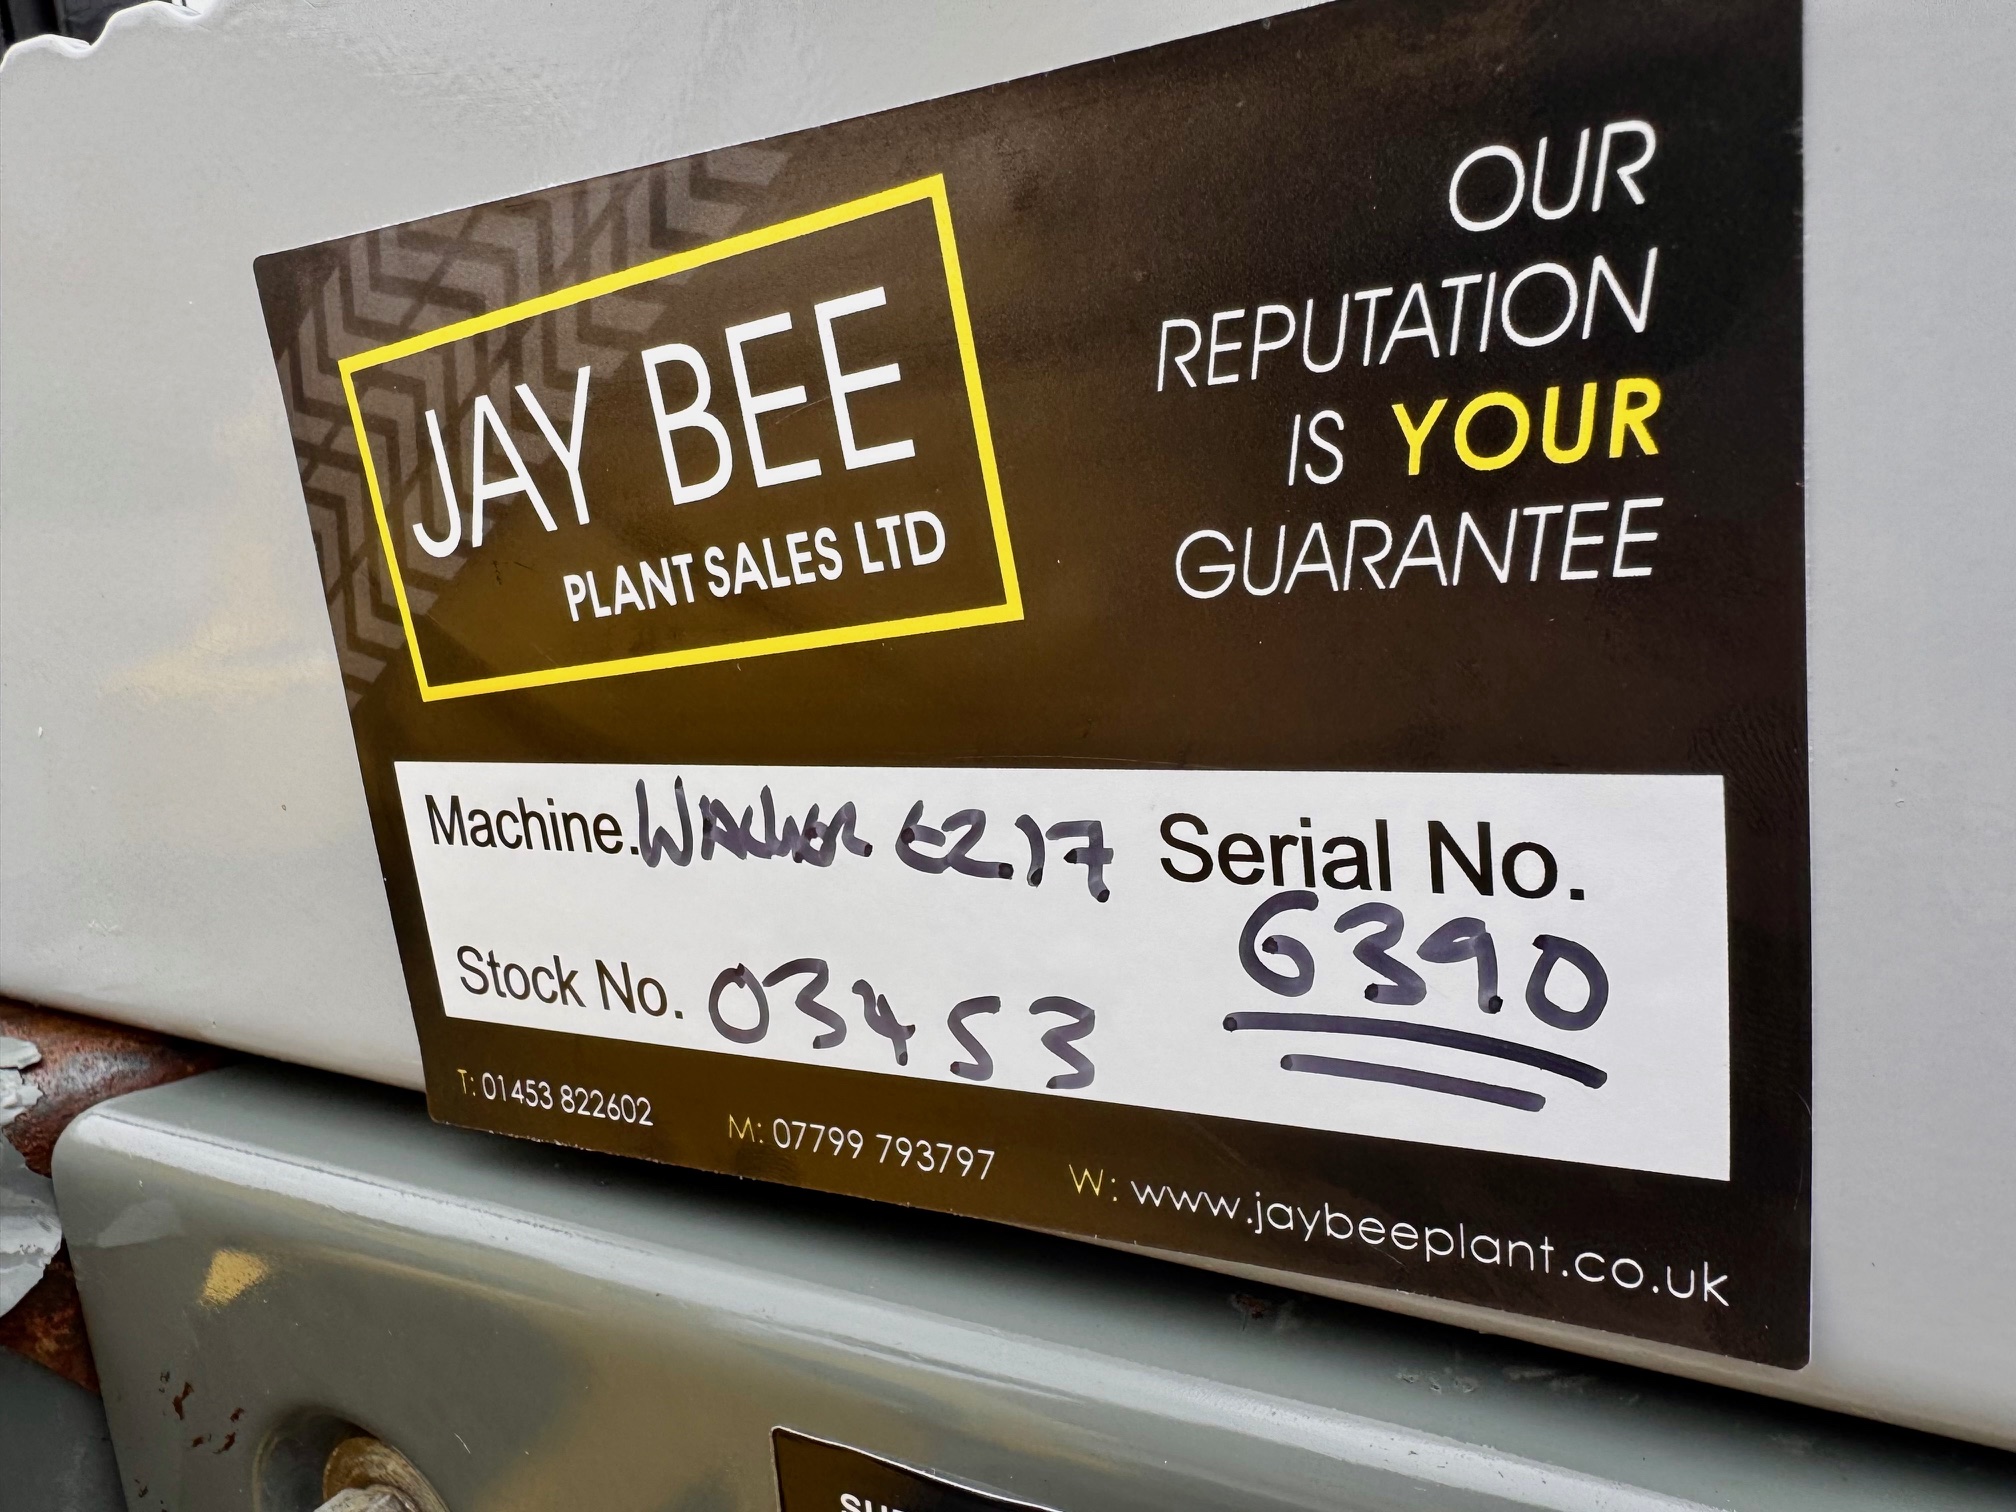 JAY BEE
PLANT SALES LTD
OUR
REPUTATION
IS YOUR
GUARANTEE
Machine. Wacker EZ17 Serial No.
6390
Stock No. 03453
T: 01453 822602 M: 07799 793797 W: www.jaybeeplant.co.uk